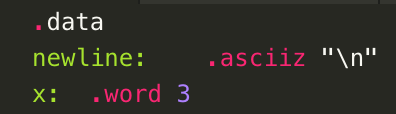 .data
newline:    .asciiz "\n"
x:  .word 3